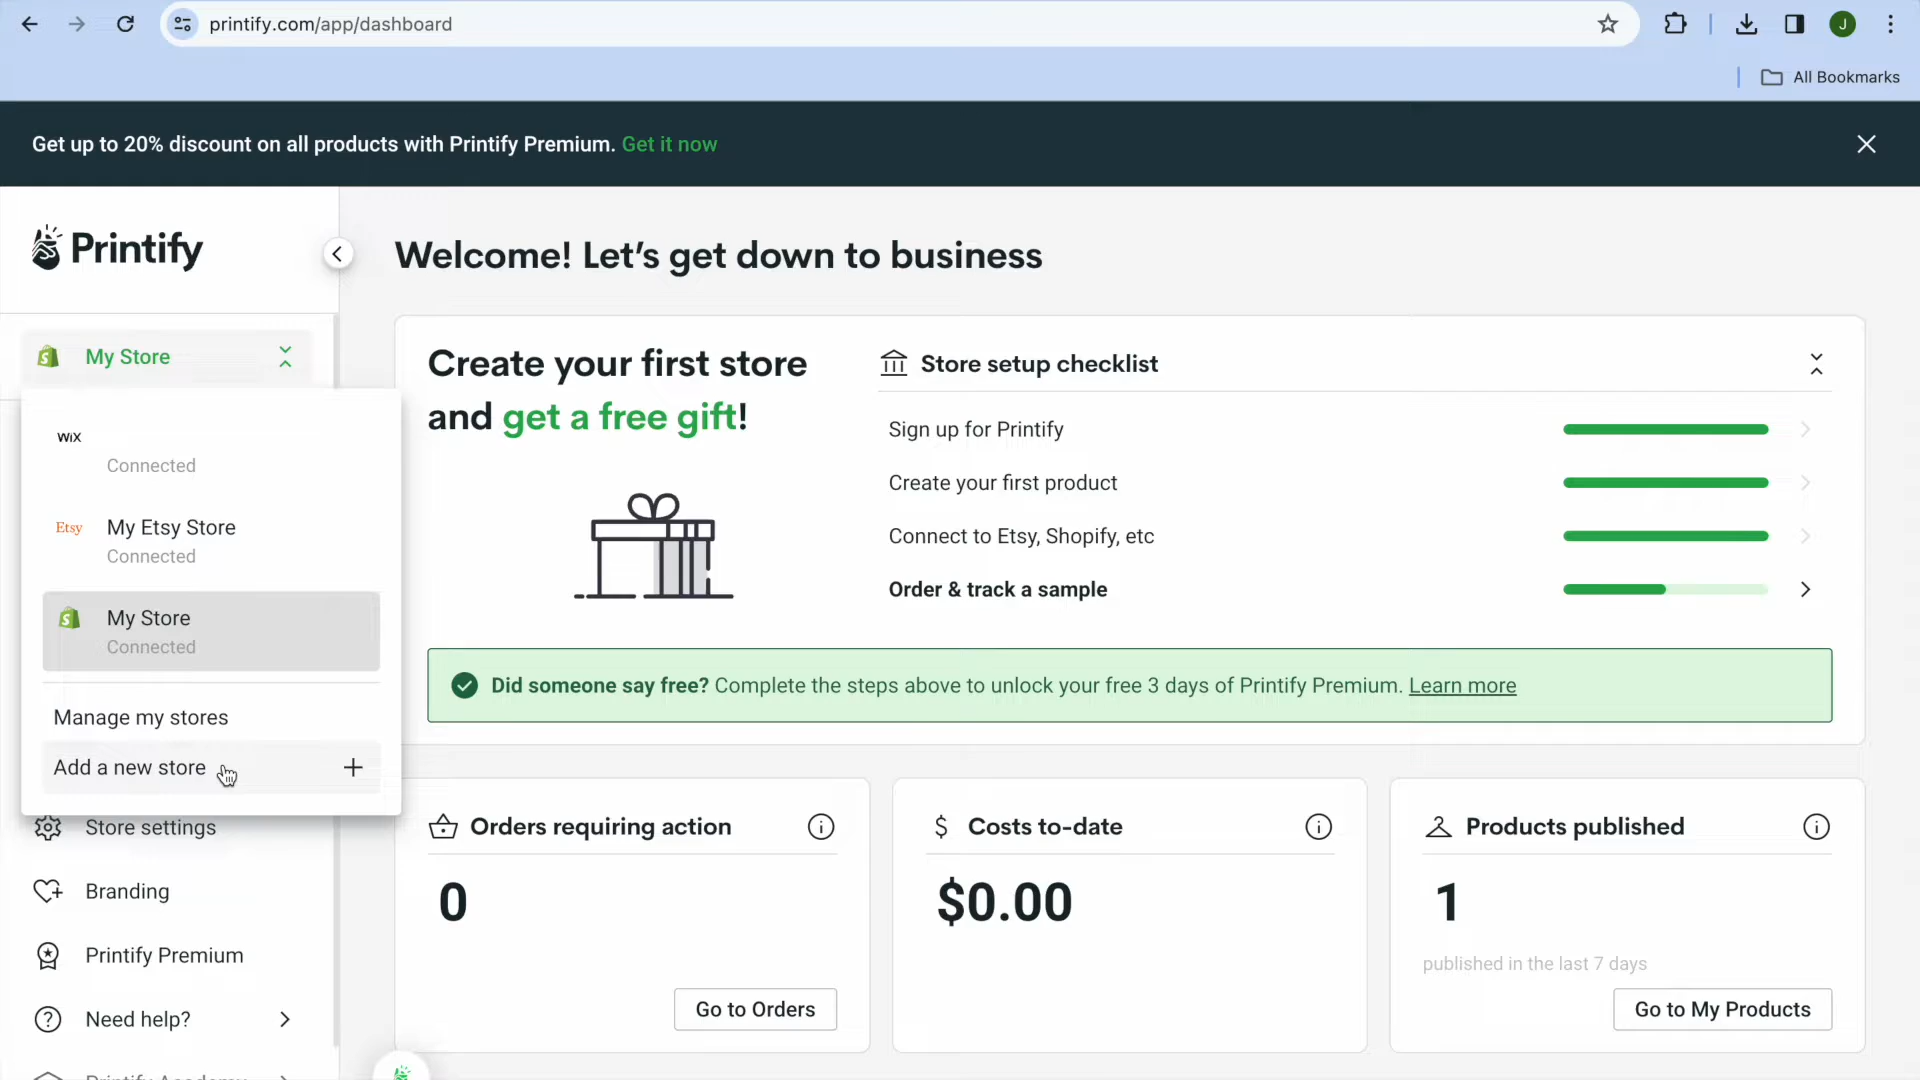 printify.com/app/dashboard
J
All Bookmarks
Get up to 20% discount on all products with Printify Premium. Get it now
Printify
Welcome! Let's get down to business
My Store
WiX
Connected
Etsy
My Etsy Store
Connected
My Store
Connected
Manage my stores
Add a new store
Store settings
Branding
Printify Premium
Need help?
Printify Academy
Create your first store
and get a free gift!
Store setup checklist
Sign up for Printify
Create your first product
Connect to Etsy, Shopify, etc
Order & track a sample
Did someone say free? Complete the steps above to unlock your free 3 days of Printify Premium. Learn more
Orders requiring action
0
Go to Orders
Costs to-date
$0.00
Products published
1
published in the last 7 days
Go to My Products